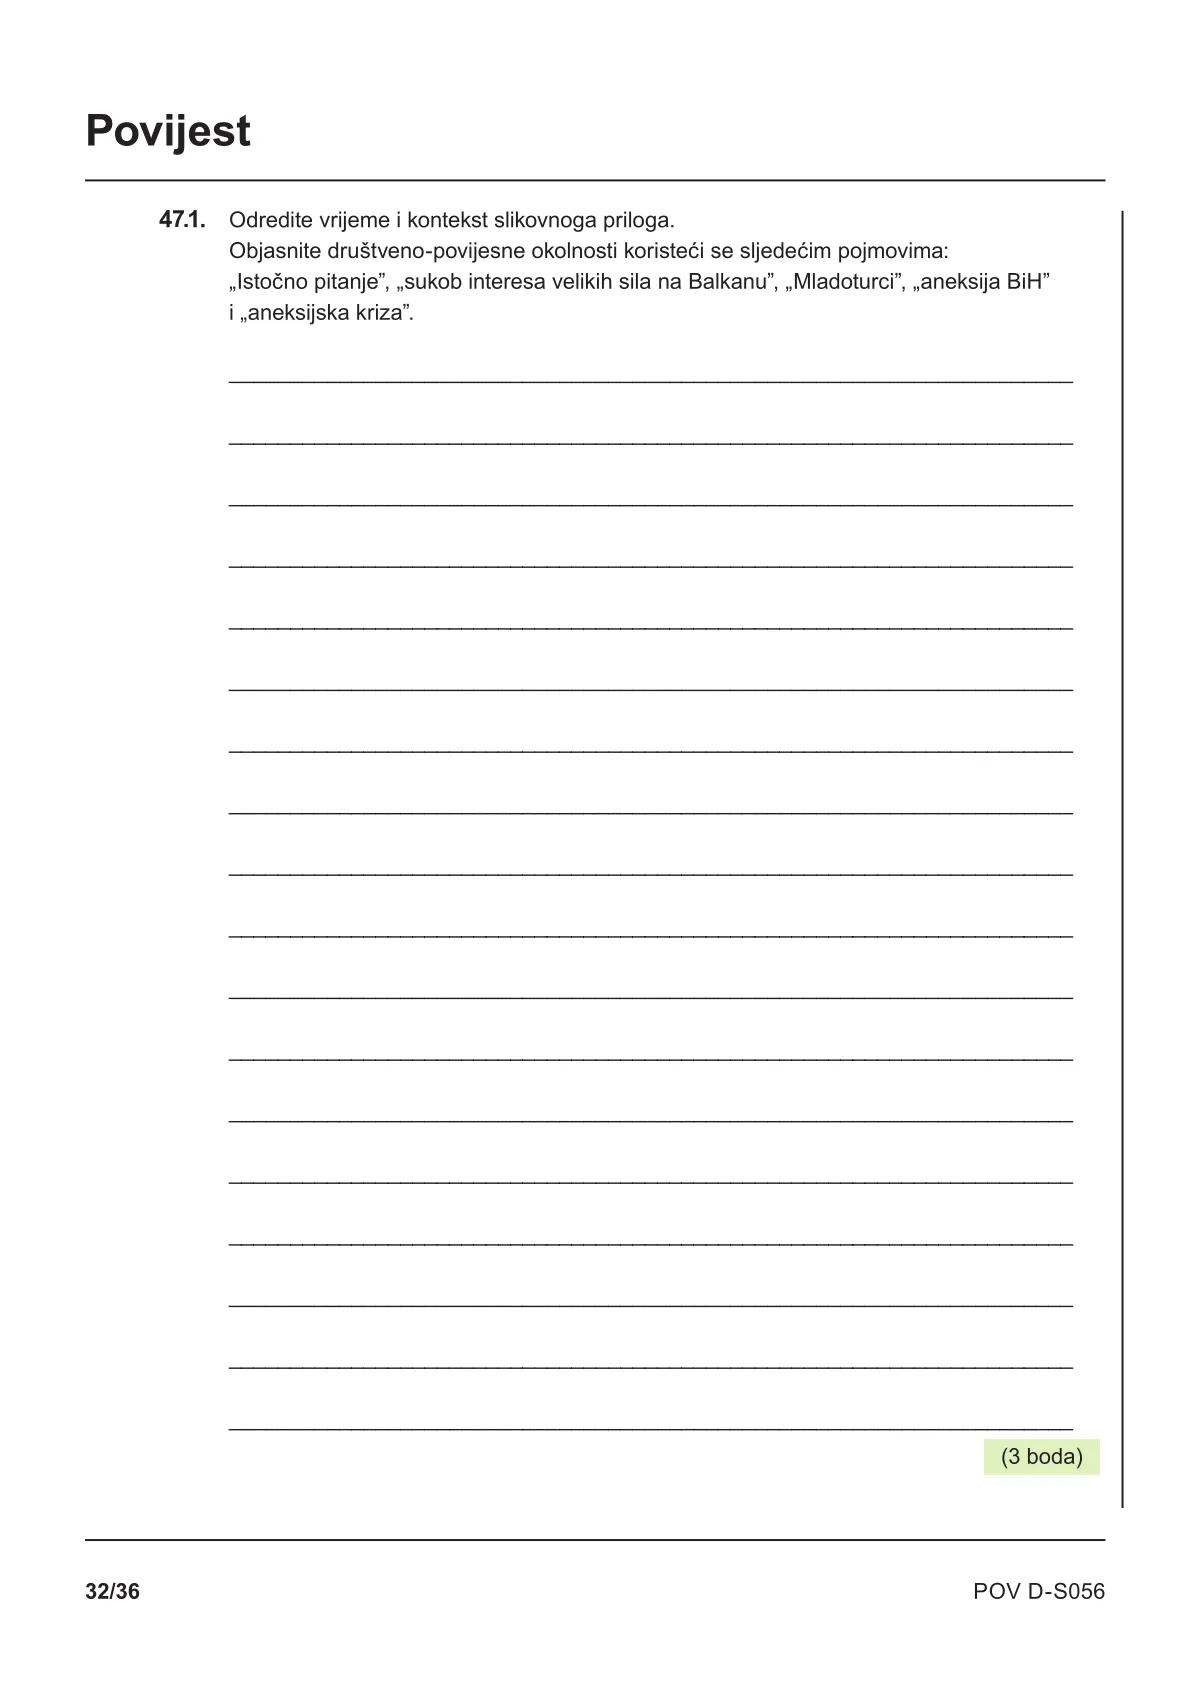 Povijest
47.1. Odredite vrijeme i kontekst slikovnoga priloga.
Objasnite društveno-povijesne okolnosti koristeći se sljedećim pojmovima:
„Istočno pitanje”, „sukob interesa velikih sila na Balkanu”, „Mladoturci”, „aneksija BiH”
i „aneksijska kriza”.
(3 boda)
32/36 POV D-S056